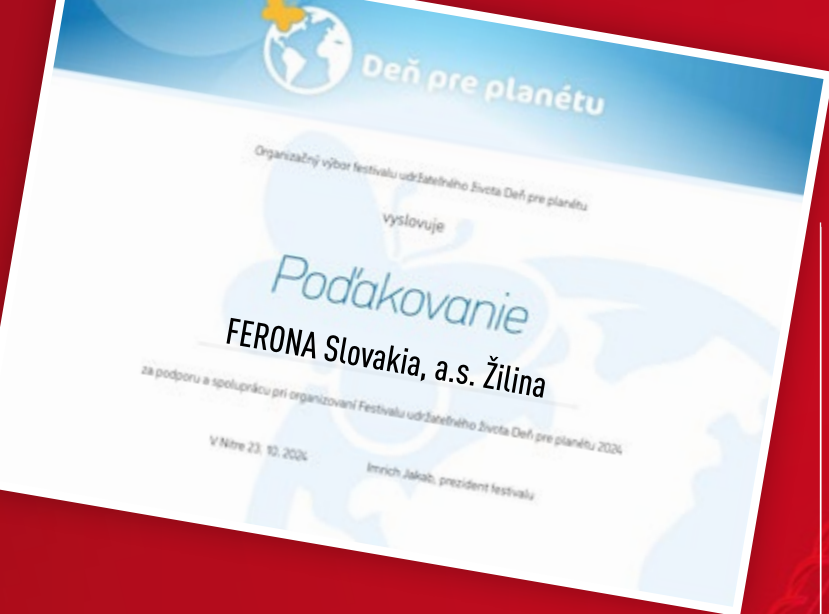 Deň pre planétu
Organizačný výbor festivalu udržateľného života Deň pre planétu
vyslovuje
Poďakovanie
FERONA Slovakia, a.s. Žilina
za podporu a spoluprácu pri organizovaní Festivalu udržateľného života Deň pre planétu 2024
V Nitre 23. 10. 2024
Imrich Jakab, prezident festivalu